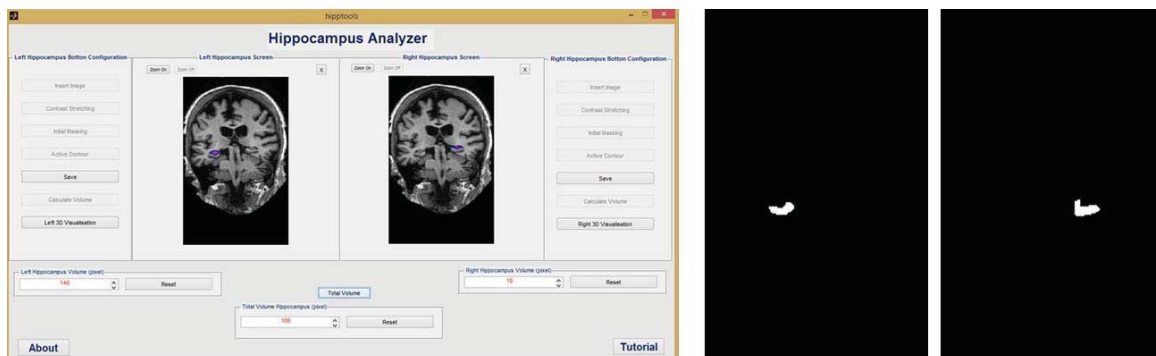 hipptools
Hippocampus Analyzer
Left Hippocampus Botton Configuration
Insert Image
Contrast Stretching
Initial Masking
Active Contour
Save
Calculate Volume
Left 3D Visualisation
Left Hippocampus Screen
Zoom On Zoom Off X
Right Hippocampus Screen
Zoom On Zoom Off X
Right Hippocampus Botton Configuration
Insert Image
Contrast Stretching
Initial Masking
Active Contour
Save
Calculate Volume
Right 3D Visualisation
Left Hippocampus Volume (pixel)
Reset
Total Volume
Right Hippocampus Volume (pixel)
Reset
Total Volume Hippocampus (pixel)
Reset
About
Tutorial